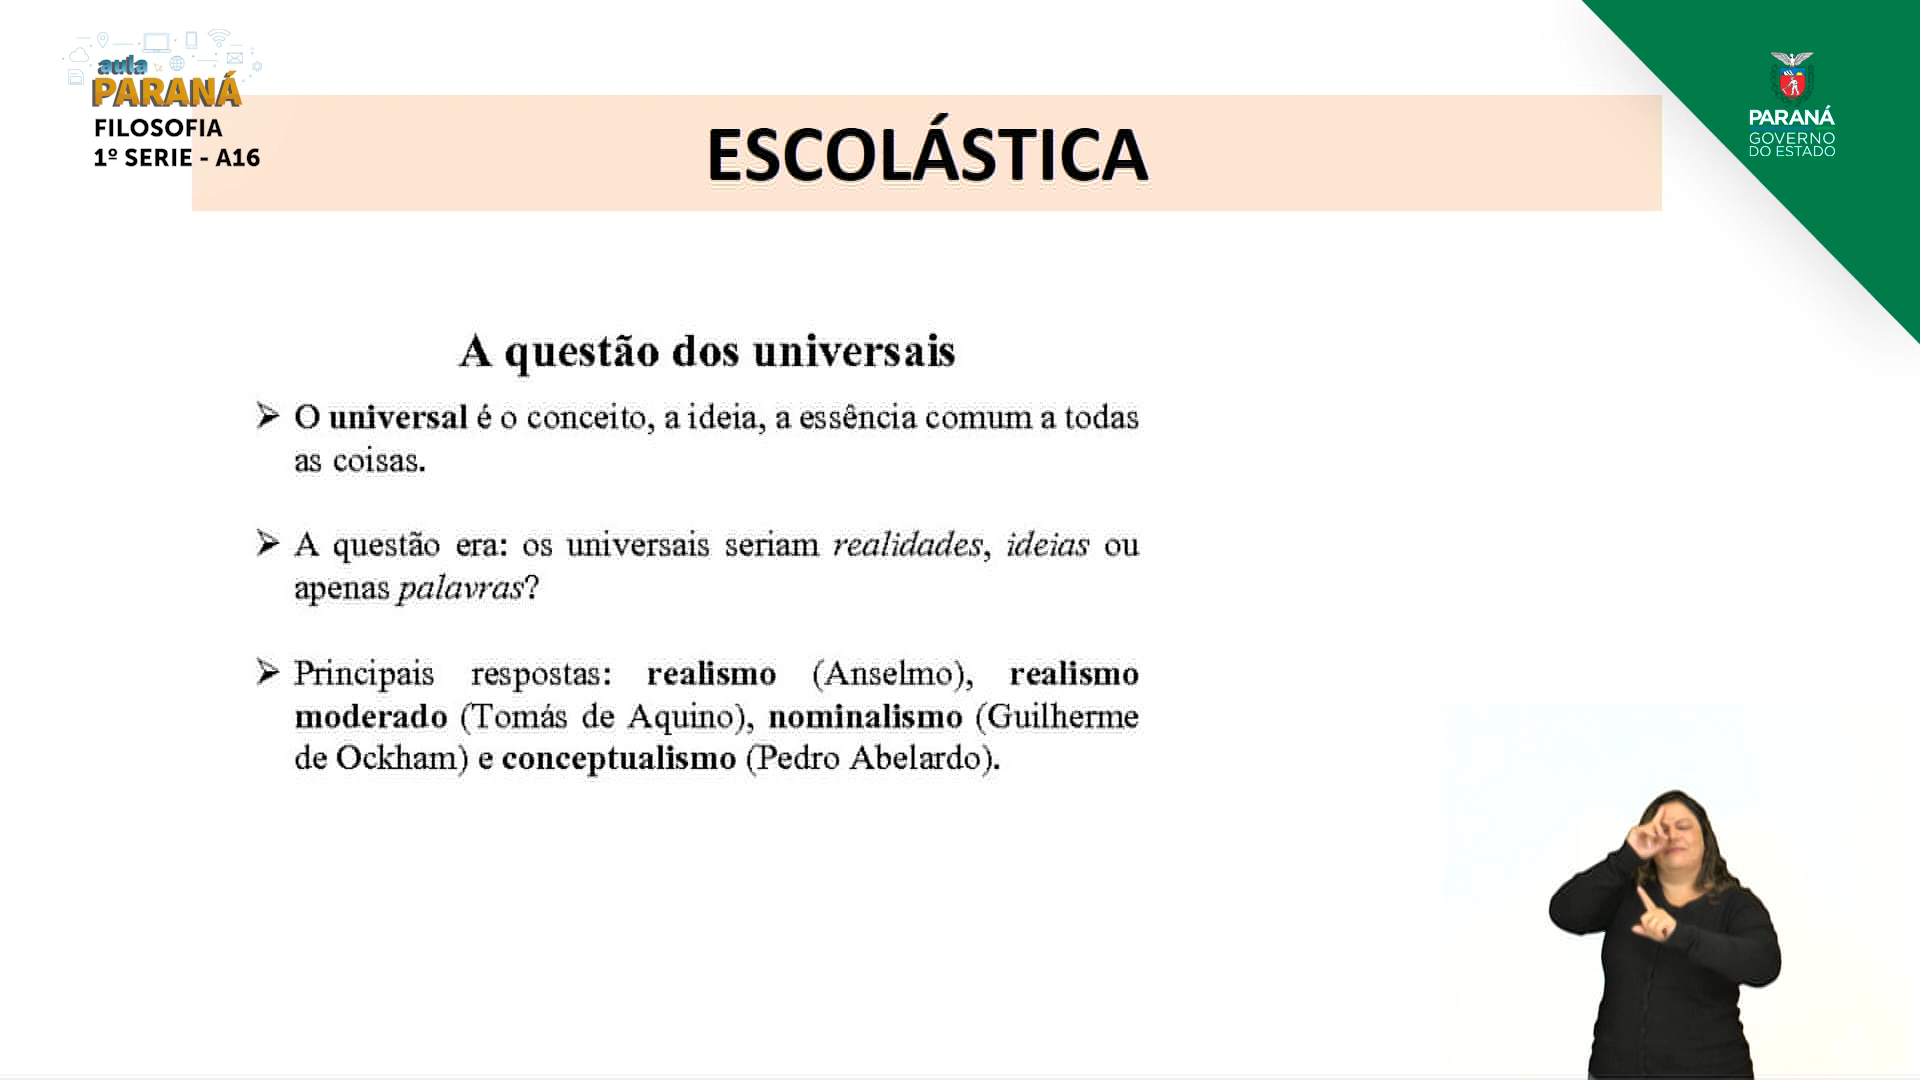 aula
PARANÁ
FILOSOFIA
1º SERIE - A16
ESCOLÁSTICA
PARANÁ
GOVERNO
DO ESTADO
A questão dos universais
➢ O universal é o conceito, a ideia, a essência comum a todas
as coisas.
➢ A questão era: os universais seriam realidades, ideias ou
apenas palavras?
➢ Principais respostas: realismo (Anselmo), realismo
moderado (Tomás de Aquino), nominalismo (Guilherme
de Ockham) e conceptualismo (Pedro Abelardo).